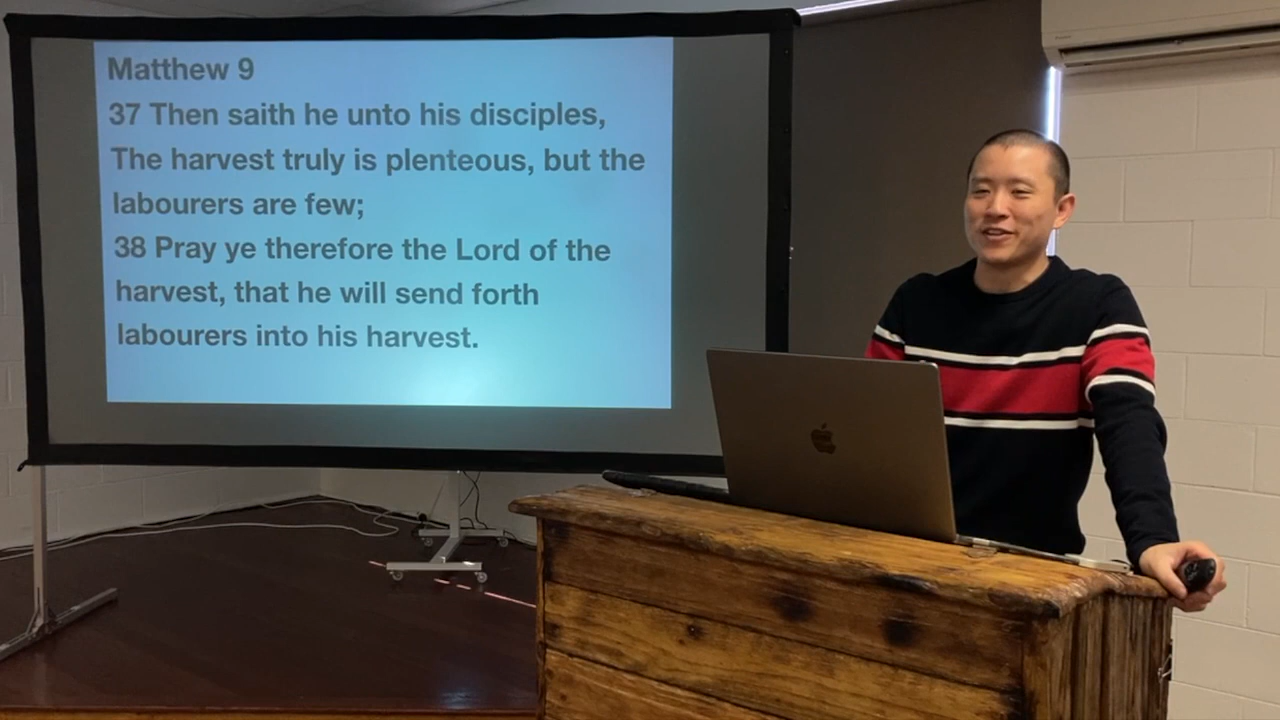 Matthew 9
37 Then saith he unto his disciples,
The harvest truly is plenteous, but the
labourers are few;
38 Pray ye therefore the Lord of the
harvest, that he will send forth
labourers into his harvest.